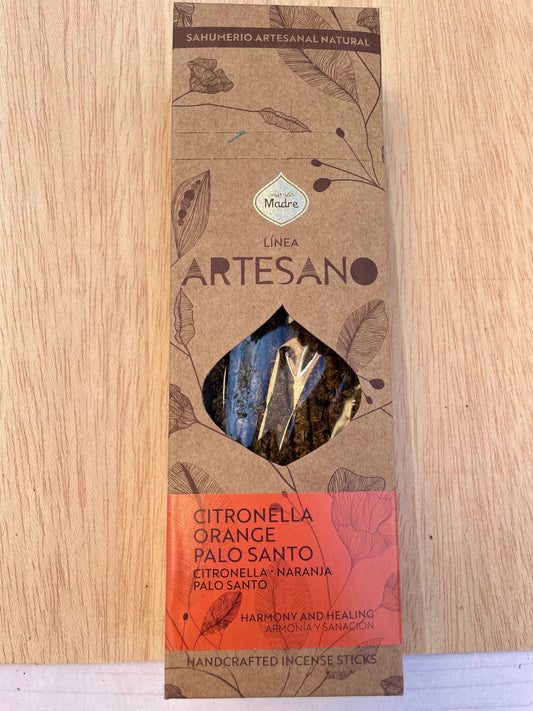 SAHUMERIO ARTESANAL NATURAL
Sagrada
Madre
LÍNEA
ARTESANO
CITRONELLA
ORANGE
PALO SANTO
CITRONELLA • NARANJA
PALO SANTO
HARMONY AND HEALING
ARMONÍA Y SANACIÓN
HANDCRAFTED INCENSE STICKS